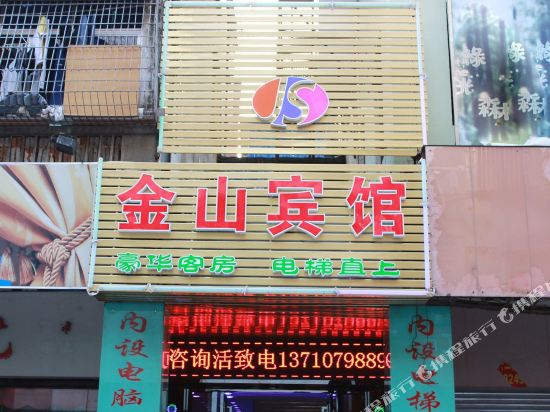 金山宾馆
豪华客房 电梯直上
咨询活致电1371079889
内设电脑
内设电梯
携程旅行